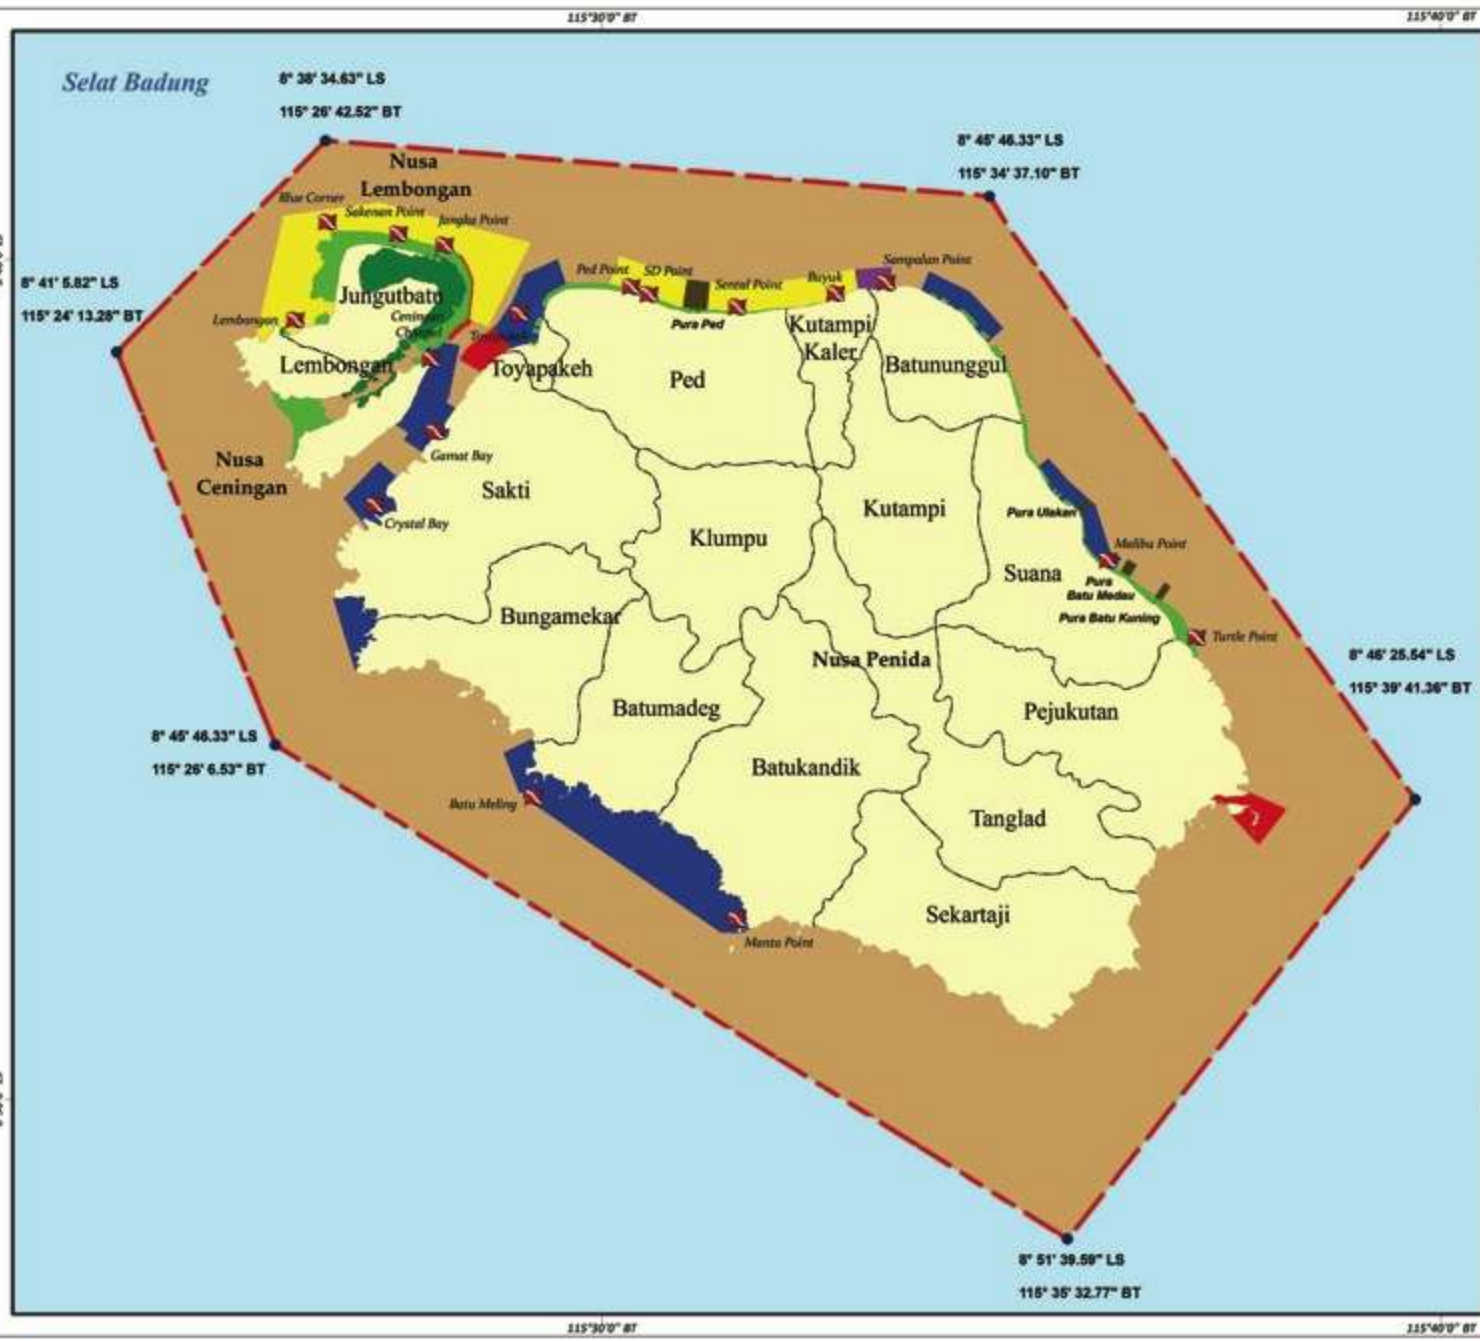 115°30'0" BT
115°40'0" BT
Selat Badung
8° 38' 34.63" LS
115° 26' 42.52" BT
8° 45' 46.33" LS
115° 34' 37.10" BT
Nusa
Lembongan
Blue Corner
Sakenan Point
Jangka Point
8° 41' 5.82" LS
115° 24' 13.28" BT
Ped Point
SD Point
Sental Point
Buyuk
Sampalan Point
Jungutbatu
Lembongan
Ceningan
Channel
Pura Ped
Kutampi
Kaler
Lembongan
Toyapakeh
Ped
Batununggul
Nusa
Ceningan
Gamat Bay
Sakti
Crystal Bay
Klumpu
Kutampi
Pura Ulakan
Maliba Point
Suana
Pura
Batu Medau
Pura Batu Kuning
Turtle Point
Bungamekar
Nusa Penida
8° 46' 25.54" LS
115° 39' 41.36" BT
Batumadeg
Pejukutan
8° 45' 46.33" LS
115° 26' 6.53" BT
Batukandik
Batu Meling
Tanglad
Sekartaji
Manta Point
8° 51' 39.59" LS
115° 35' 32.77" BT
115°30'0" BT
115°40'0" BT